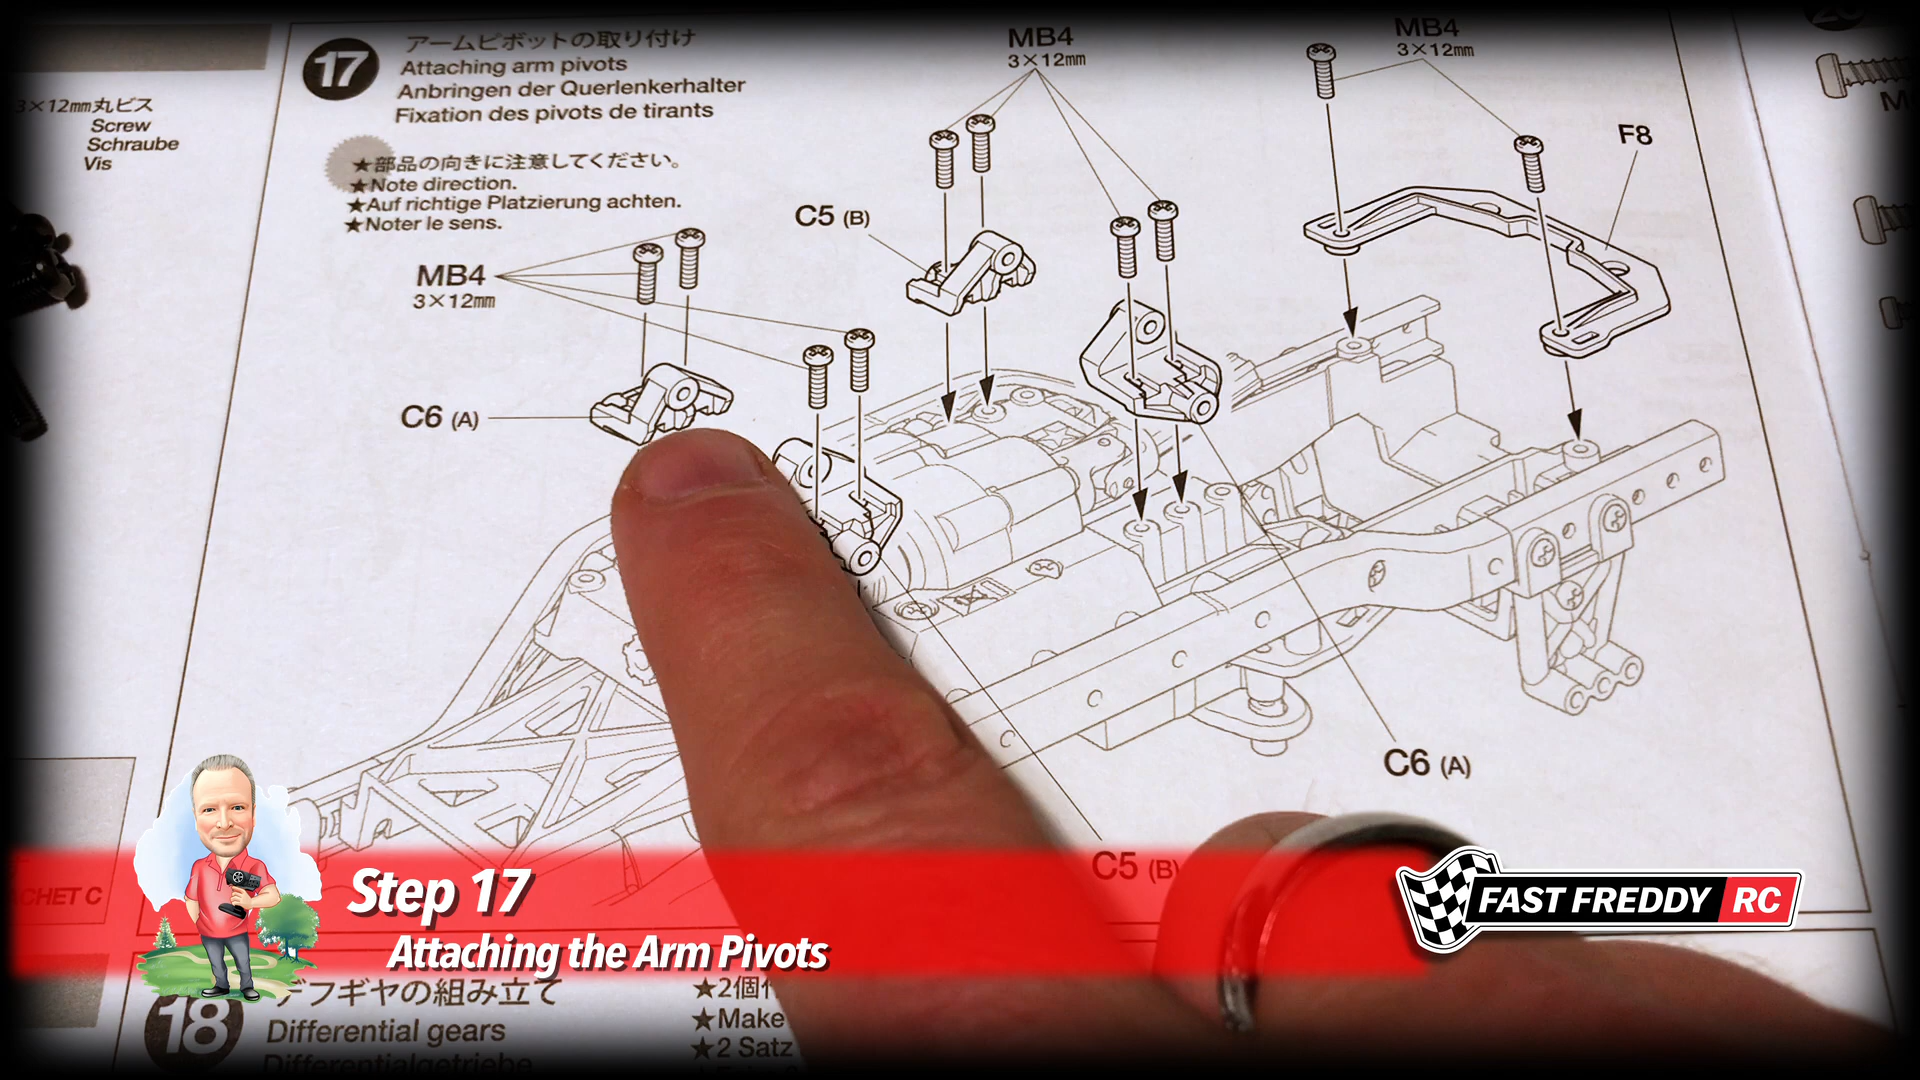 17
アームピボットの取り付け
Attaching arm pivots
Anbringen der Querlenkerhalter
Fixation des pivots de tirants
★部品の向きに注意してください。
★Note direction.
★Auf richtige Platzierung achten.
★Noter le sens.
3×12mm丸ビス
Screw
Schraube
Vis
MB4
3×12mm
MB4
3×12mm
MB4
3×12mm
F8
C5 (B)
C6 (A)
C6 (A)
C5 (B)
ACHET C
Step 17
Attaching the Arm Pivots
FAST FREDDY RC
18
デフギヤの組み立て
Differential gears
Differentialgetriebe
★2個
★Make
★2 Satz